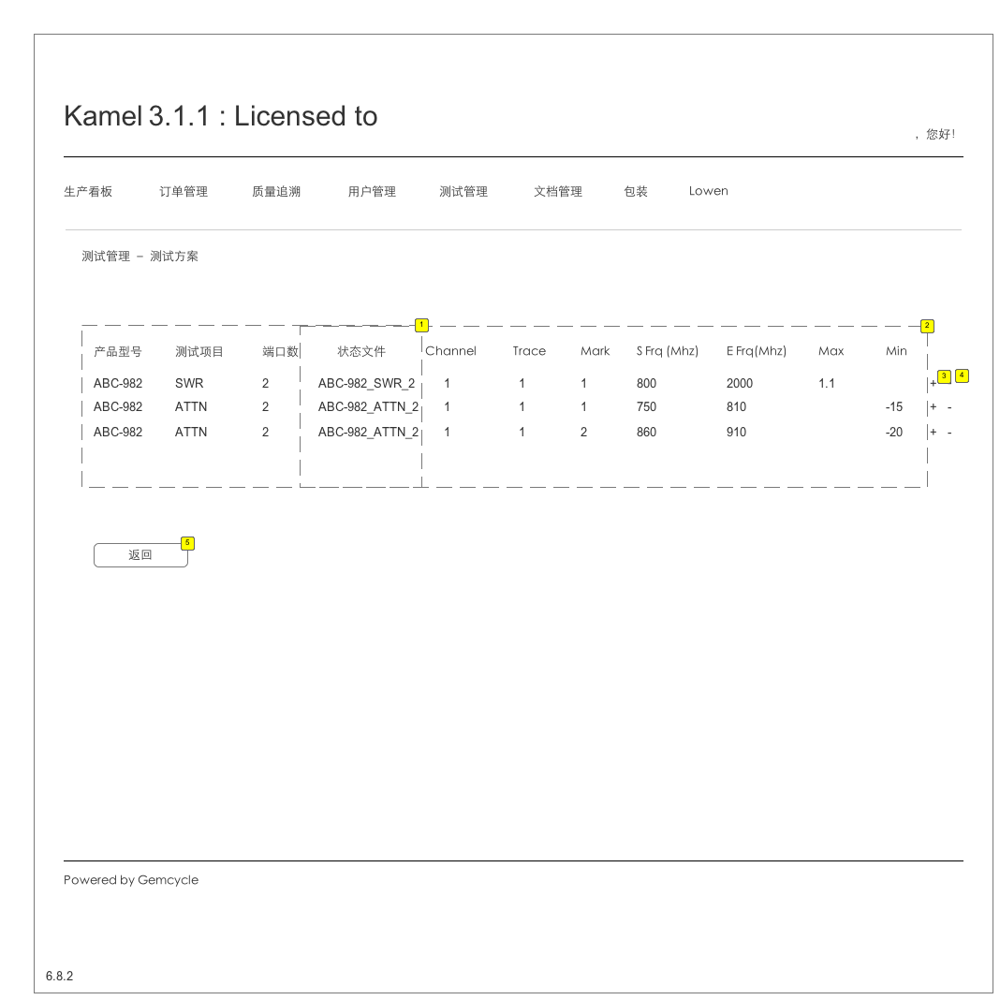 Kamel 3.1.1 : Licensed to
，您好!
生产看板 订单管理 质量追溯 用户管理 测试管理 文档管理 包装 Lowen
测试管理 – 测试方案
1 2
产品型号 测试项目 端口数 状态文件 Channel Trace Mark S Frq (Mhz) E Frq(Mhz) Max Min
3 4
ABC-982 SWR 2 ABC-982_SWR_2 1 1 1 800 2000 1.1 + -
ABC-982 ATTN 2 ABC-982_ATTN_2 1 1 1 750 810 -15 + -
ABC-982 ATTN 2 ABC-982_ATTN_2 1 1 2 860 910 -20 + -
5
返回
Powered by Gemcycle
6.8.2